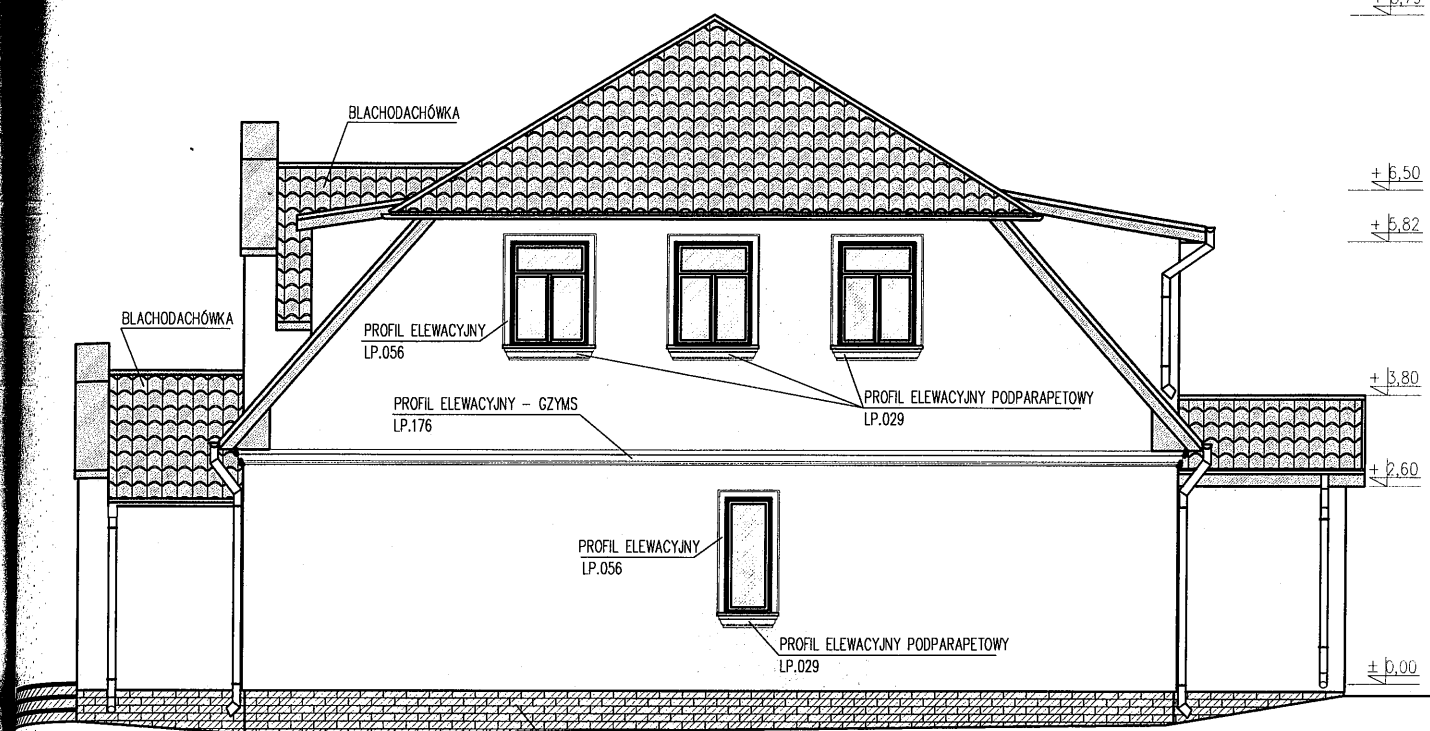 BLACHODACHÓWKA
+ 6,50
+ 5,82
BLACHODACHÓWKA
PROFIL ELEWACYJNY
LP.056
+ 3,80
PROFIL ELEWACYJNY PODPARAPETOWY
LP.029
PROFIL ELEWACYJNY – GZYMS
LP.176
+ 2,60
PROFIL ELEWACYJNY
LP.056
PROFIL ELEWACYJNY PODPARAPETOWY
LP.029
± 0,00